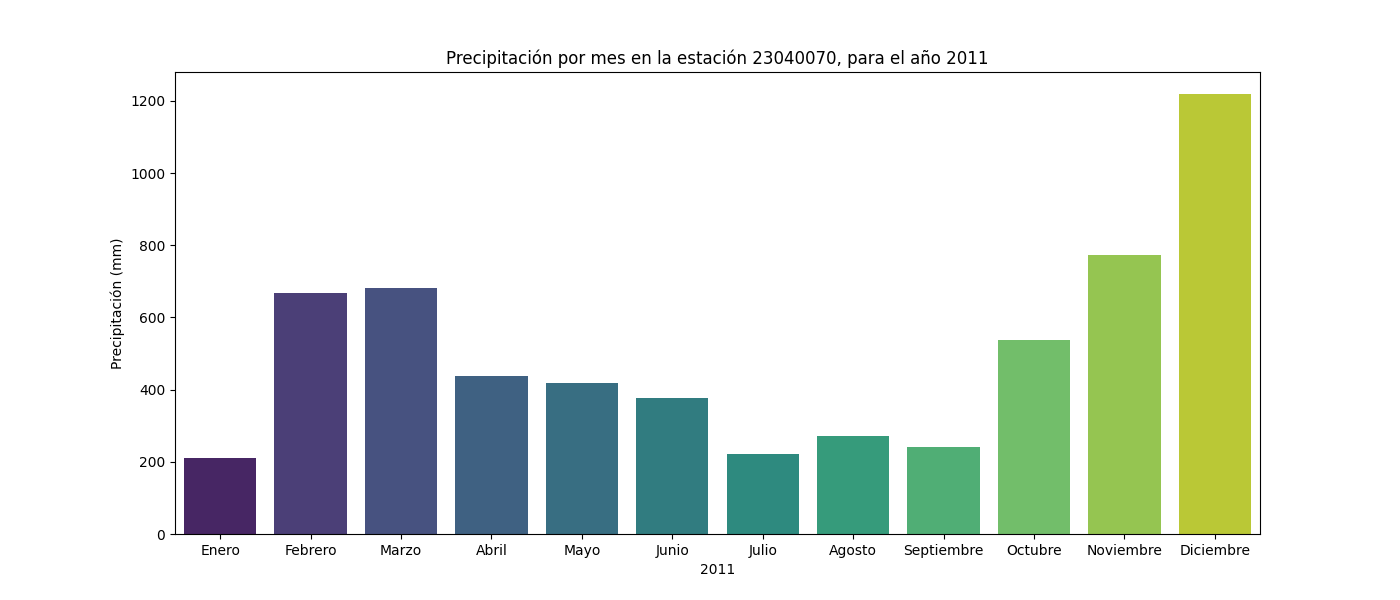 Precipitación por mes en la estación 23040070, para el año 2011
Precipitación (mm)
1200
1000
800
600
400
200
0
Enero Febrero Marzo Abril Mayo Junio Julio Agosto Septiembre Octubre Noviembre Diciembre
2011